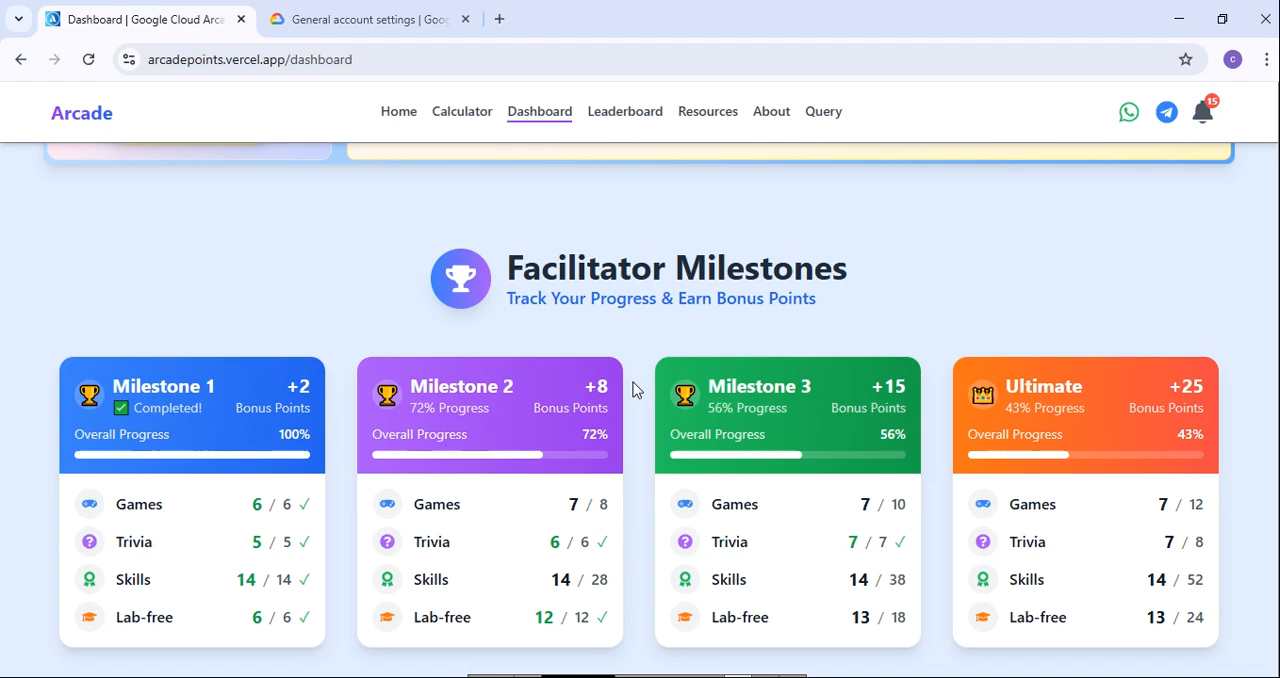 Dashboard | Google Cloud Arca
General account settings | Goog
arcadepoints.vercel.app/dashboard
C
Arcade
Home Calculator Dashboard Leaderboard Resources About Query
15
Facilitator Milestones
Track Your Progress & Earn Bonus Points
Milestone 1 +2
Completed! Bonus Points
Overall Progress 100%
Games 6 / 6 ✓
Trivia 5 / 5 ✓
Skills 14 / 14 ✓
Lab-free 6 / 6 ✓
Milestone 2 +8
72% Progress Bonus Points
Overall Progress 72%
Games 7 / 8
Trivia 6 / 6 ✓
Skills 14 / 28
Lab-free 12 / 12 ✓
Milestone 3 +15
56% Progress Bonus Points
Overall Progress 56%
Games 7 / 10
Trivia 7 / 7 ✓
Skills 14 / 38
Lab-free 13 / 18
Ultimate +25
43% Progress Bonus Points
Overall Progress 43%
Games 7 / 12
Trivia 7 / 8
Skills 14 / 52
Lab-free 13 / 24